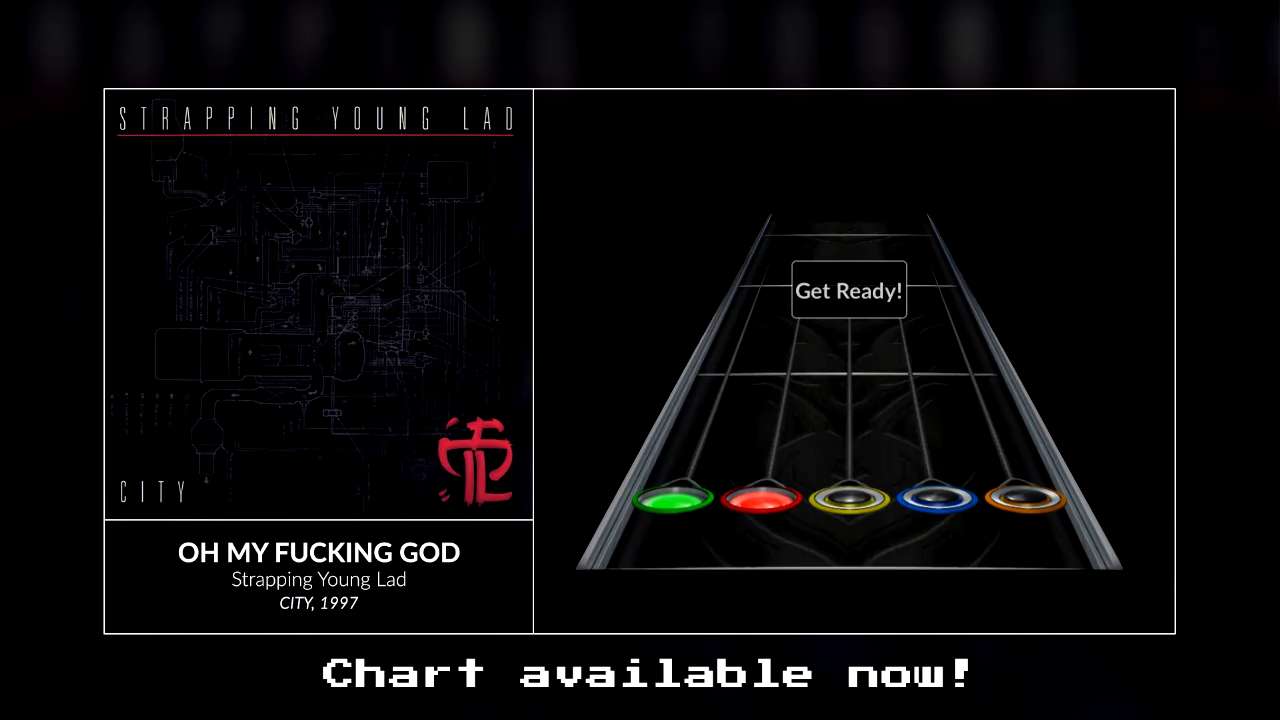 STRAPPING YOUNG LAD
CITY
OH MY FUCKING GOD
Strapping Young Lad
CITY, 1997
Get Ready!
Chart available now!